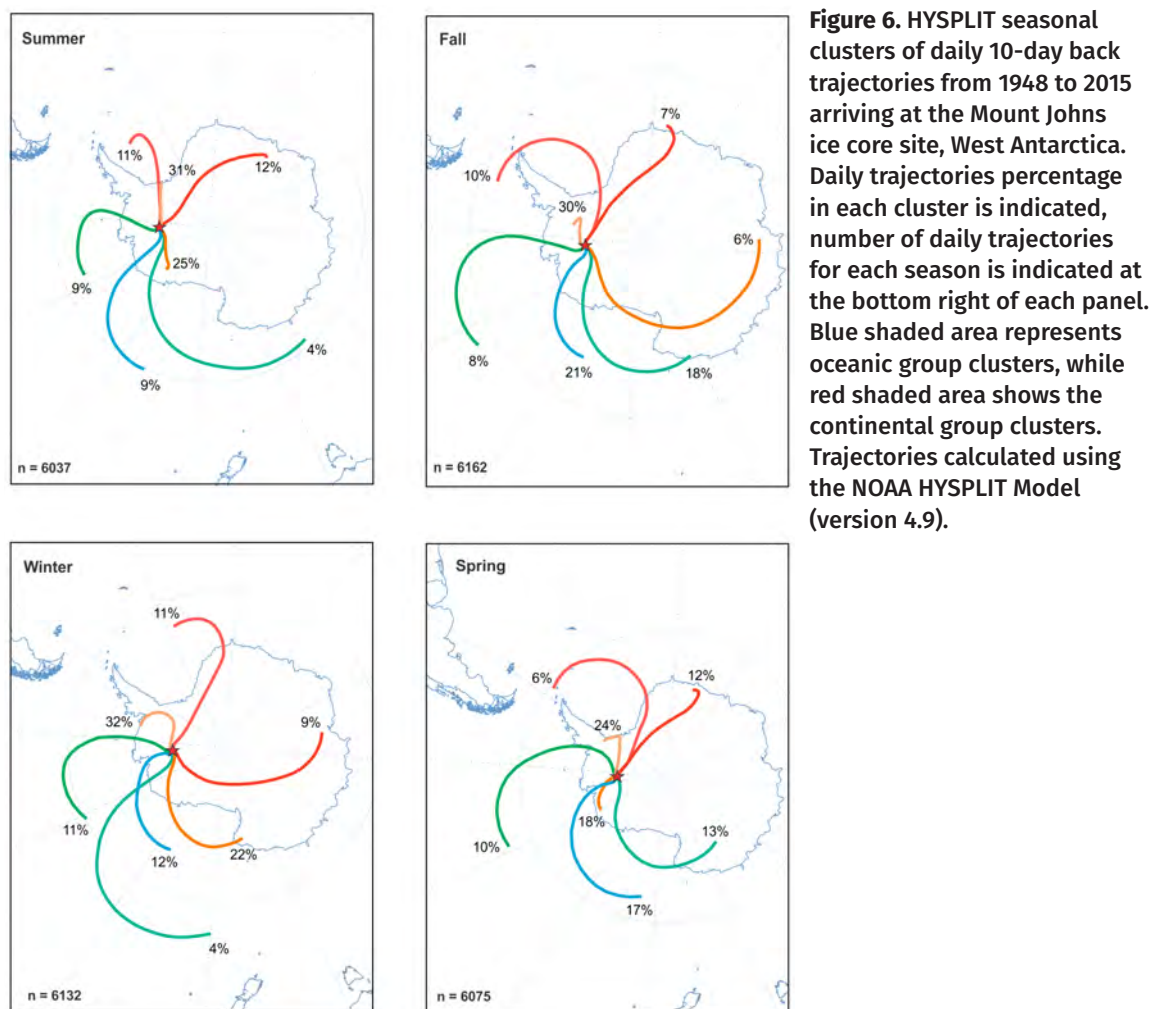 Summer
11%
31%
12%
25%
9%
4%
9%
n = 6037
Fall
7%
10%
30%
6%
8%
21%
18%
n = 6162
Winter
11%
32%
9%
11%
12%
22%
4%
n = 6132
Spring
6%
12%
24%
18%
10%
13%
17%
n = 6075
Figure 6. HYSPLIT seasonal
clusters of daily 10-day back
trajectories from 1948 to 2015
arriving at the Mount Johns
ice core site, West Antarctica.
Daily trajectories percentage
in each cluster is indicated,
number of daily trajectories
for each season is indicated at
the bottom right of each panel.
Blue shaded area represents
oceanic group clusters, while
red shaded area shows the
continental group clusters.
Trajectories calculated using
the NOAA HYSPLIT Model
(version 4.9).